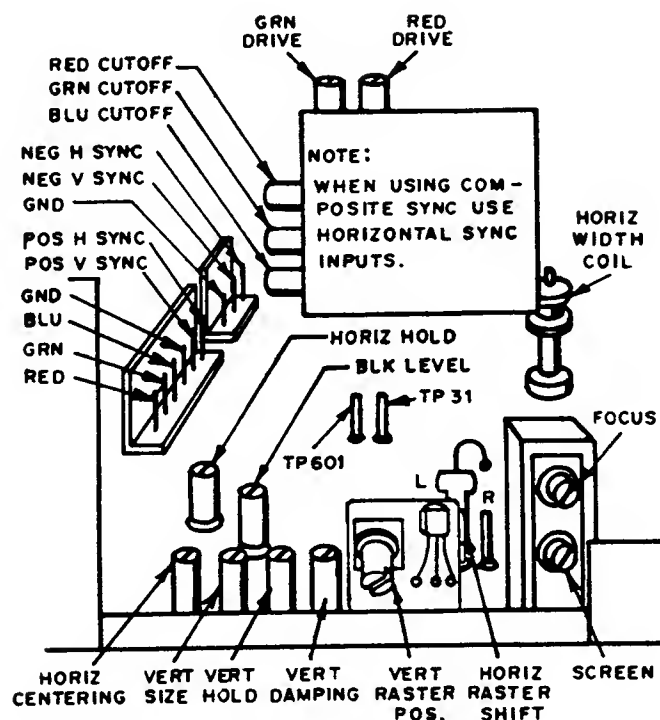 GRN
DRIVE
RED
DRIVE
RED CUTOFF
GRN CUTOFF
BLU CUTOFF
NEG H SYNC
NEG V SYNC
GND
POS H SYNC
POS V SYNC
GND
BLU
GRN
RED
NOTE:
WHEN USING COM-
POSITE SYNC USE
HORIZONTAL SYNC
INPUTS.
HORIZ
WIDTH
COIL
HORIZ HOLD
BLK LEVEL
TP 31
TP601
L
R
FOCUS
HORIZ
CENTERING
VERT
SIZE
VERT
HOLD
VERT
DAMPING
VERT
RASTER
POS.
HORIZ
RASTER
SHIFT
SCREEN